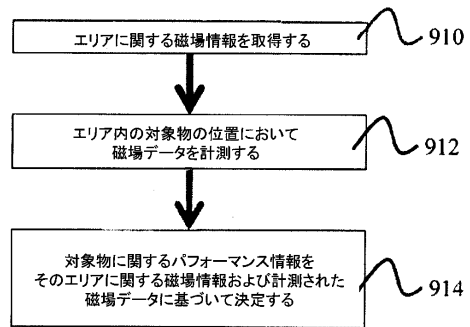 エリアに関する磁場情報を取得する
910
エリア内の対象物の位置において
磁場データを計測する
912
対象物に関するパフォーマンス情報を
そのエリアに関する磁場情報および計測された
磁場データに基づいて決定する
914